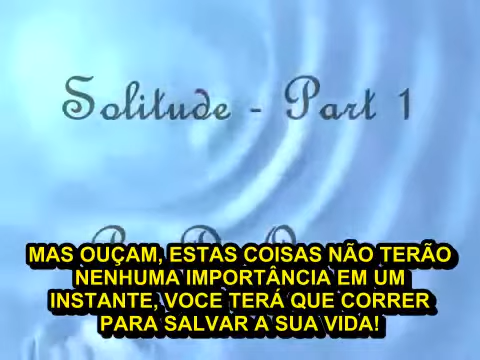 Solitude - Part 1
MAS OUÇAM, ESTAS COISAS NÃO TERÃO
NENHUMA IMPORTÂNCIA EM UM
INSTANTE, VOCE TERÁ QUE CORRER
PARA SALVAR A SUA VIDA!